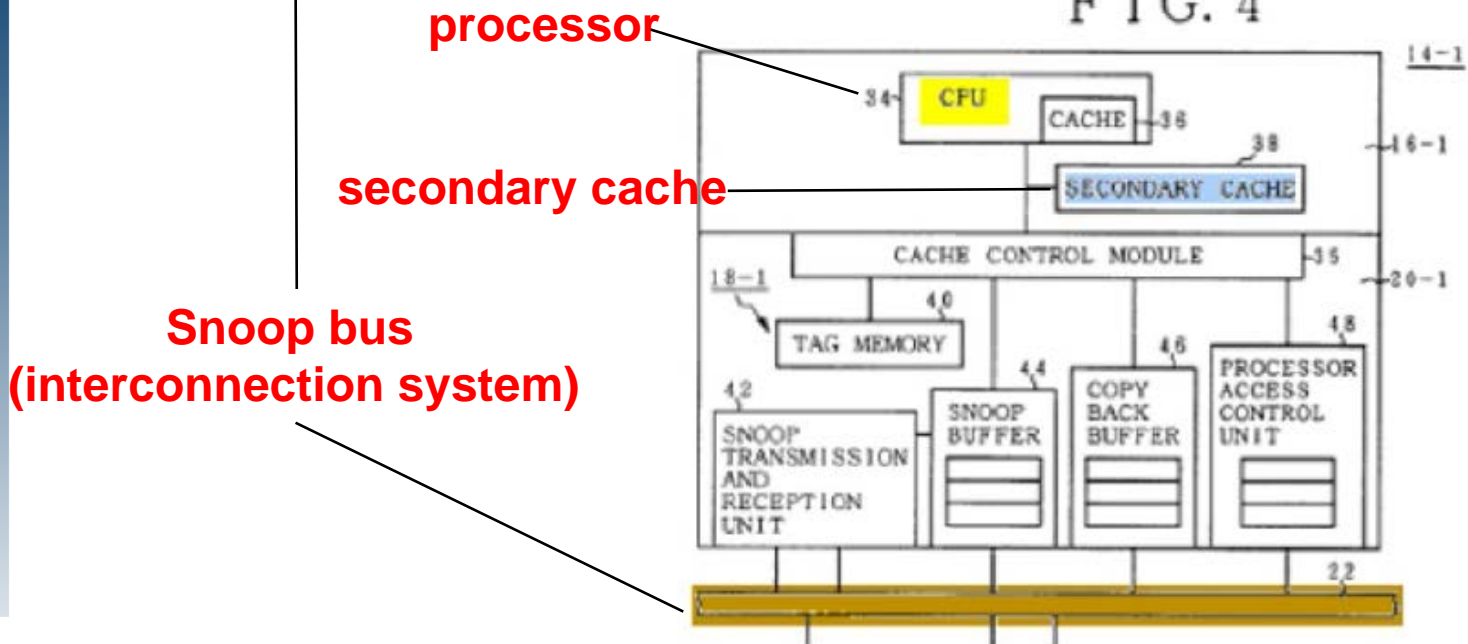 processor
FIG. 4
14-1
34
CPU
CACHE
36
16-1
38
secondary cache
SECONDARY CACHE
CACHE CONTROL MODULE
35
18-1
20-1
40
TAG MEMORY
Snoop bus
(interconnection system)
42
SNOOP
TRANSMISSION
AND
RECEPTION
UNIT
44
SNOOP
BUFFER
46
COPY
BACK
BUFFER
48
PROCESSOR
ACCESS
CONTROL
UNIT
22